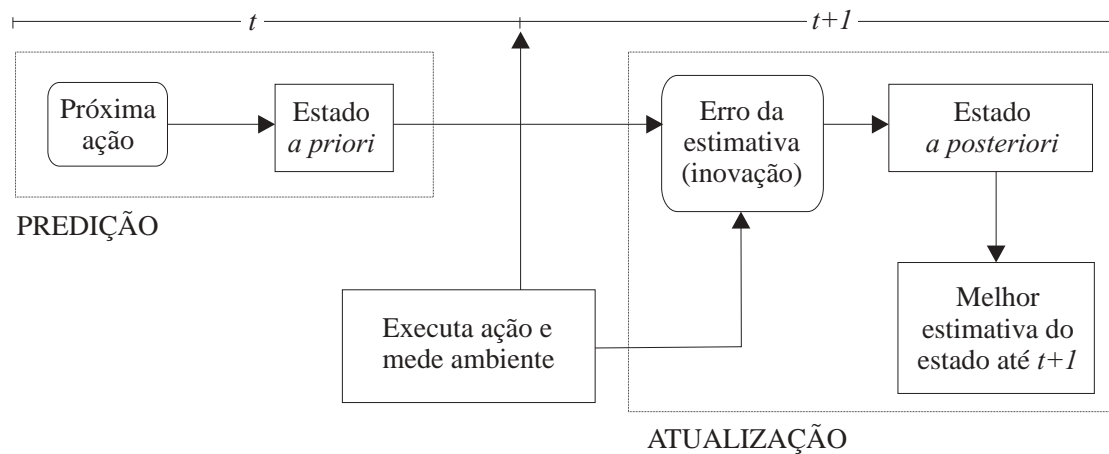 t
t+1
Próxima
ação
Estado
a priori
Erro da
estimativa
(inovação)
Estado
a posteriori
PREDIÇÃO
Executa ação e
mede ambiente
Melhor
estimativa do
estado até t+1
ATUALIZAÇÃO